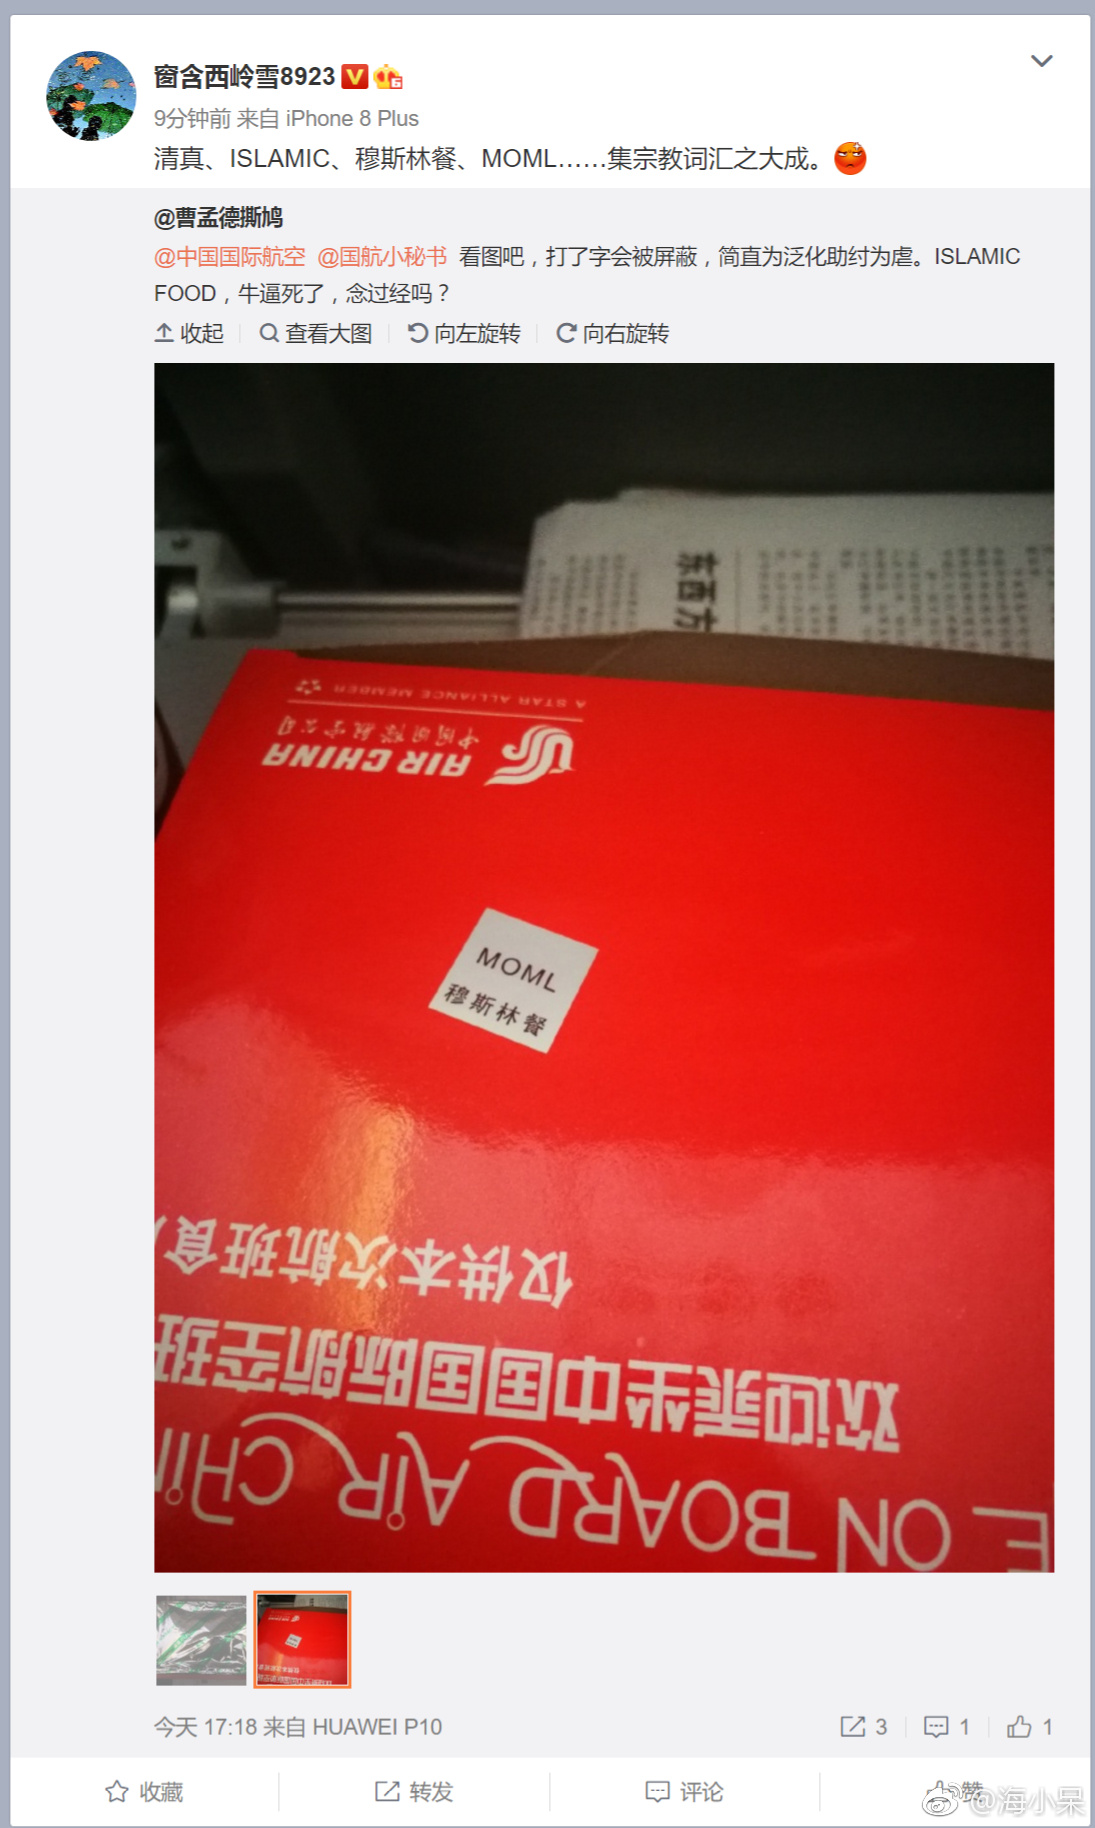 窗含西岭雪8923
9分钟前 来自 iPhone 8 Plus
清真、ISLAMIC、穆斯林餐、MOML……集宗教词汇之大成。
@曹孟德撕鸠
@中国国际航空 @国航小秘书 看图吧，打了字会被屏蔽，简直为泛化助纣为虐。ISLAMIC
FOOD，牛逼死了，念过经吗？
收起 查看大图 向左旋转 向右旋转
东西方
A STAR ALLIANCE MEMBER
中国国际航空公司
AIR CHINA
MOML
穆斯林餐
仅供本次航班食
欢迎乘坐中国国际航空班
E ON BOARD AIR CHIN
今天 17:18 来自 HUAWEI P10
3 1 1
收藏 转发 评论 赞
@海小呆